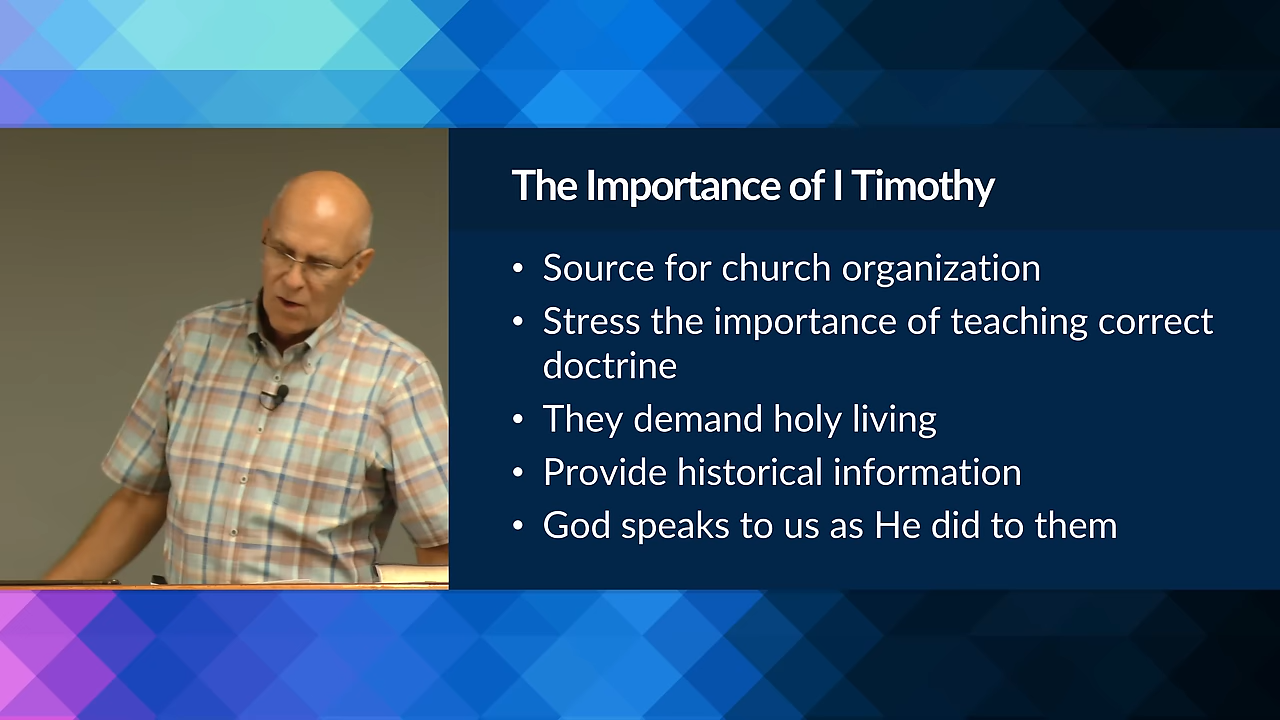 The Importance of I Timothy
• Source for church organization
• Stress the importance of teaching correct
doctrine
• They demand holy living
• Provide historical information
• God speaks to us as He did to them